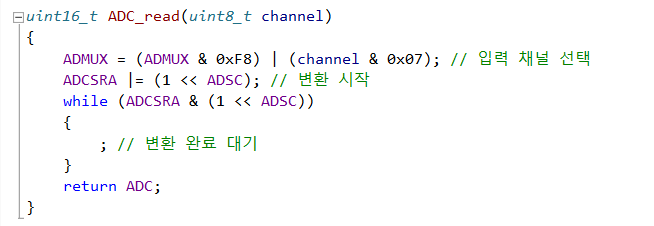 uint16_t ADC_read(uint8_t channel)
{
    ADMUX = (ADMUX & 0xF8) | (channel & 0x07); // 입력 채널 선택
    ADCSRA |= (1 << ADSC); // 변환 시작
    while (ADCSRA & (1 << ADSC))
    {
        ; // 변환 완료 대기
    }
    return ADC;
}